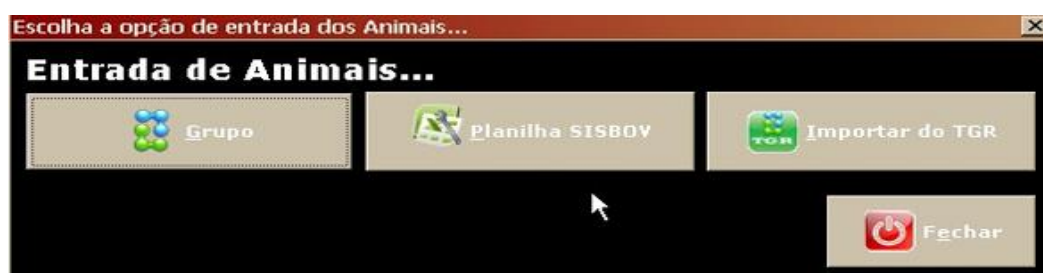 Escolha a opção de entrada dos Animais...
Entrada de Animais...
Grupo
Planilha SISBOV
TGR
Importar do TGR
Fechar